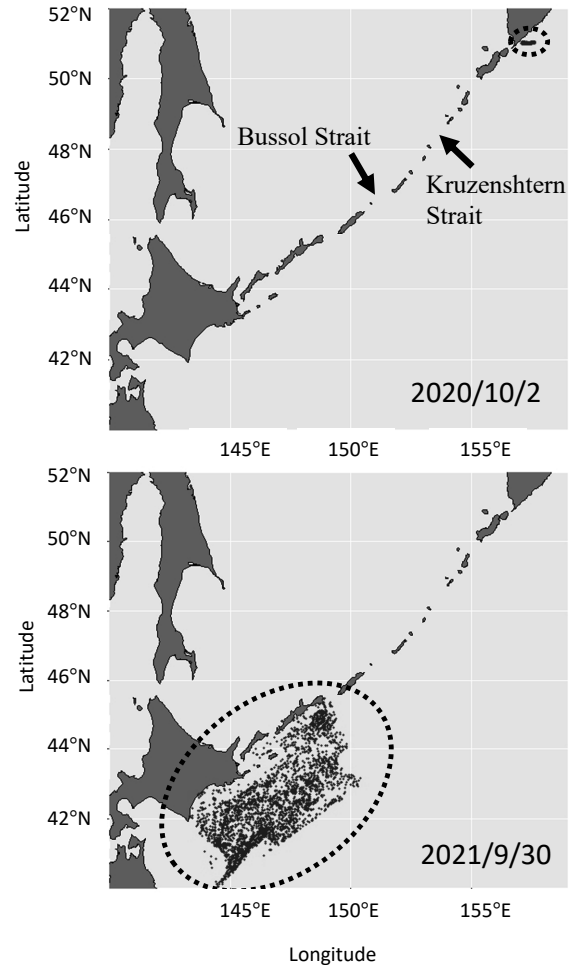 52°N
50°N
48°N
46°N
44°N
42°N
Latitude
Bussol Strait
Kruzenshtern
Strait
2020/10/2
145°E 150°E 155°E
52°N
50°N
48°N
46°N
44°N
42°N
Latitude
2021/9/30
145°E 150°E 155°E
Longitude